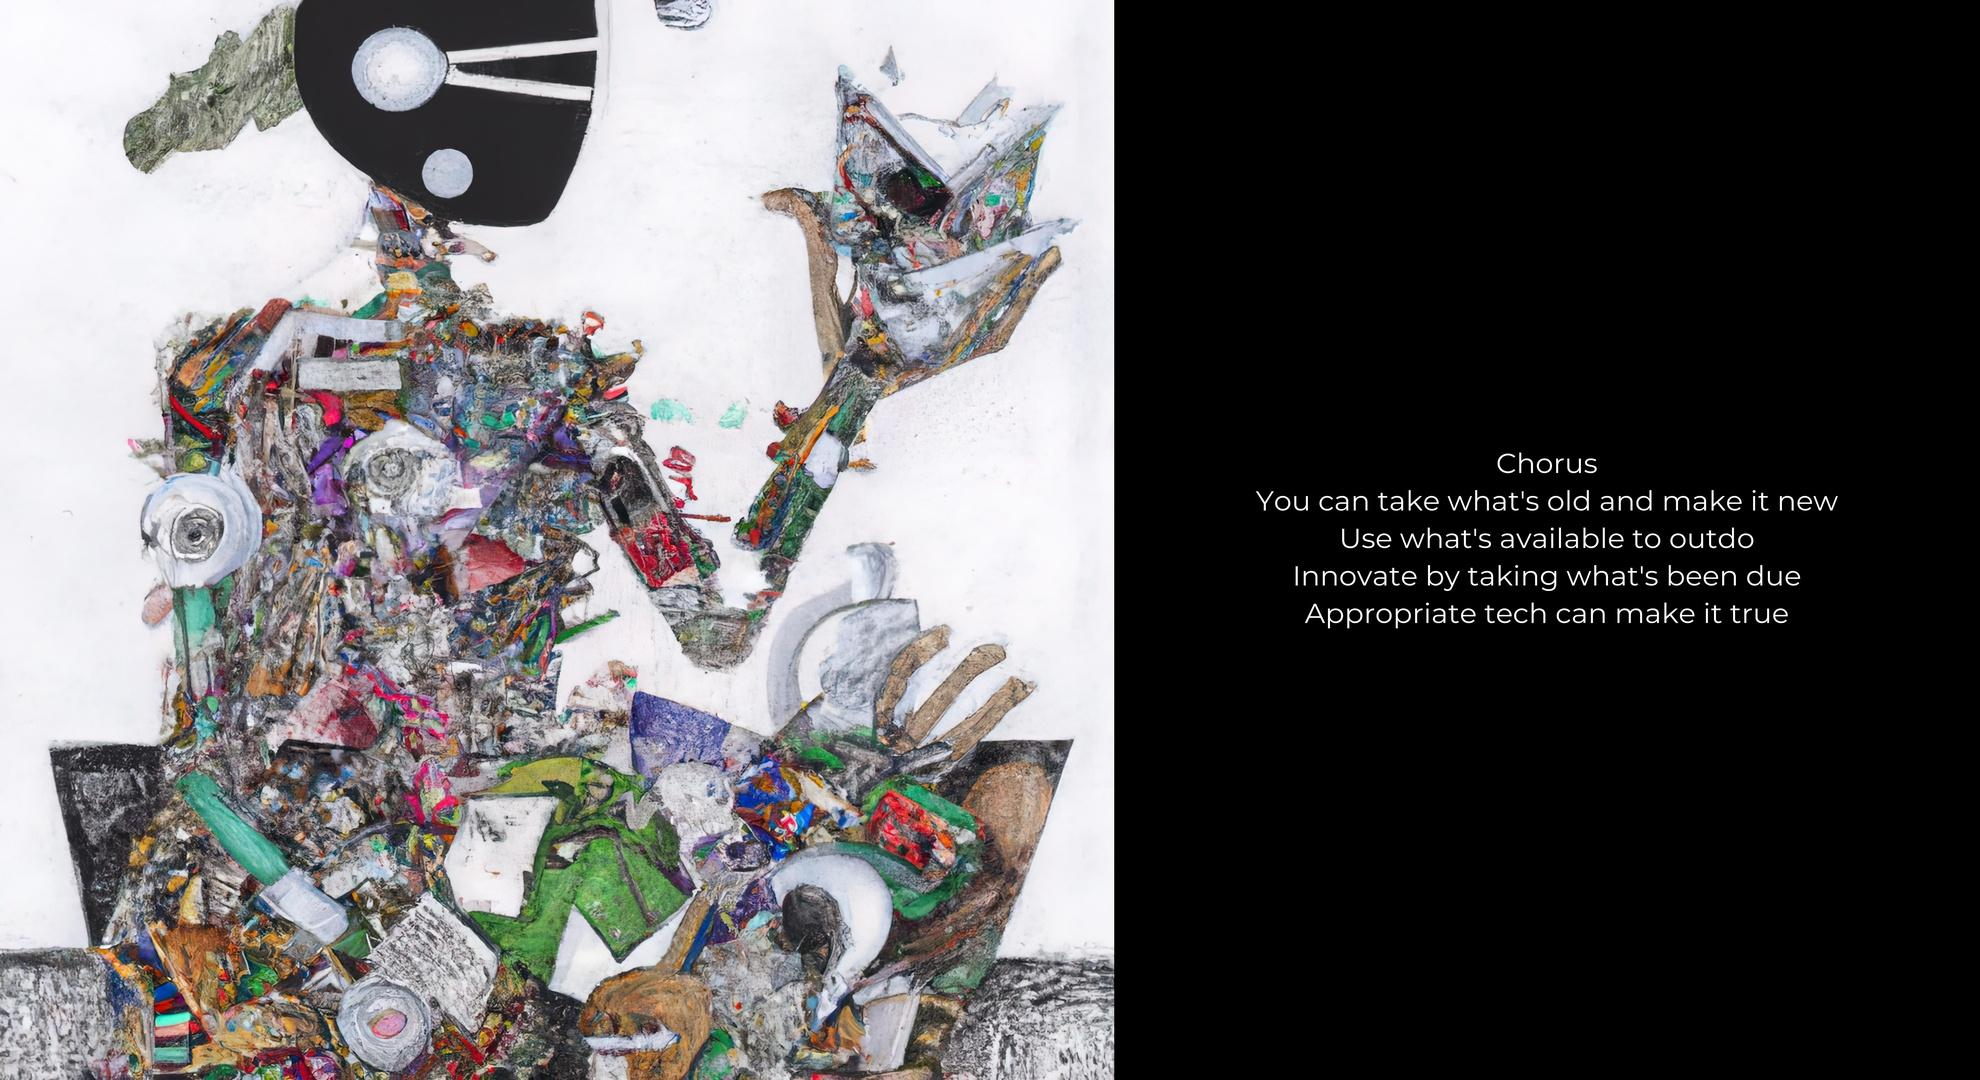 Chorus
You can take what's old and make it new
Use what's available to outdo
Innovate by taking what's been due
Appropriate tech can make it true